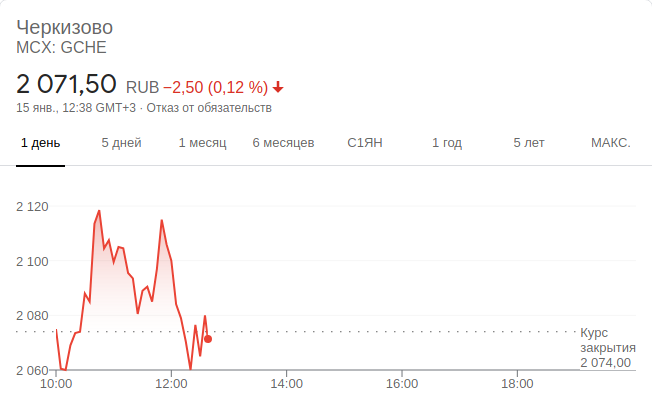 Черкизово
MCX: GCHE
2 071,50 RUB −2,50 (0,12 %)
15 янв., 12:38 GMT+3 · Отказ от обязательств
1 день 5 дней 1 месяц 6 месяцев С1ЯН 1 год 5 лет МАКС.
2 120
2 100
2 080
Курс
закрытия
2 074,00
2 060
10:00 12:00 14:00 16:00 18:00